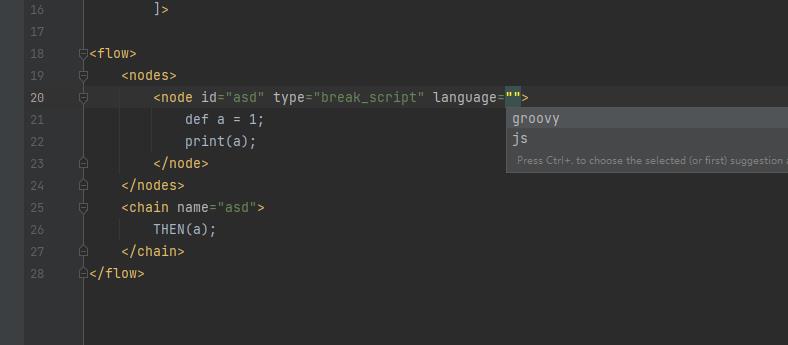 16 ]>
17
18 <flow>
19 <nodes>
20 <node id="asd" type="break_script" language="">
groovy
21 def a = 1;
js
22 print(a);
Press Ctrl+. to choose the selected (or first) suggestion a
23 </node>
24 </nodes>
25 <chain name="asd">
26 THEN(a);
27 </chain>
28 </flow>